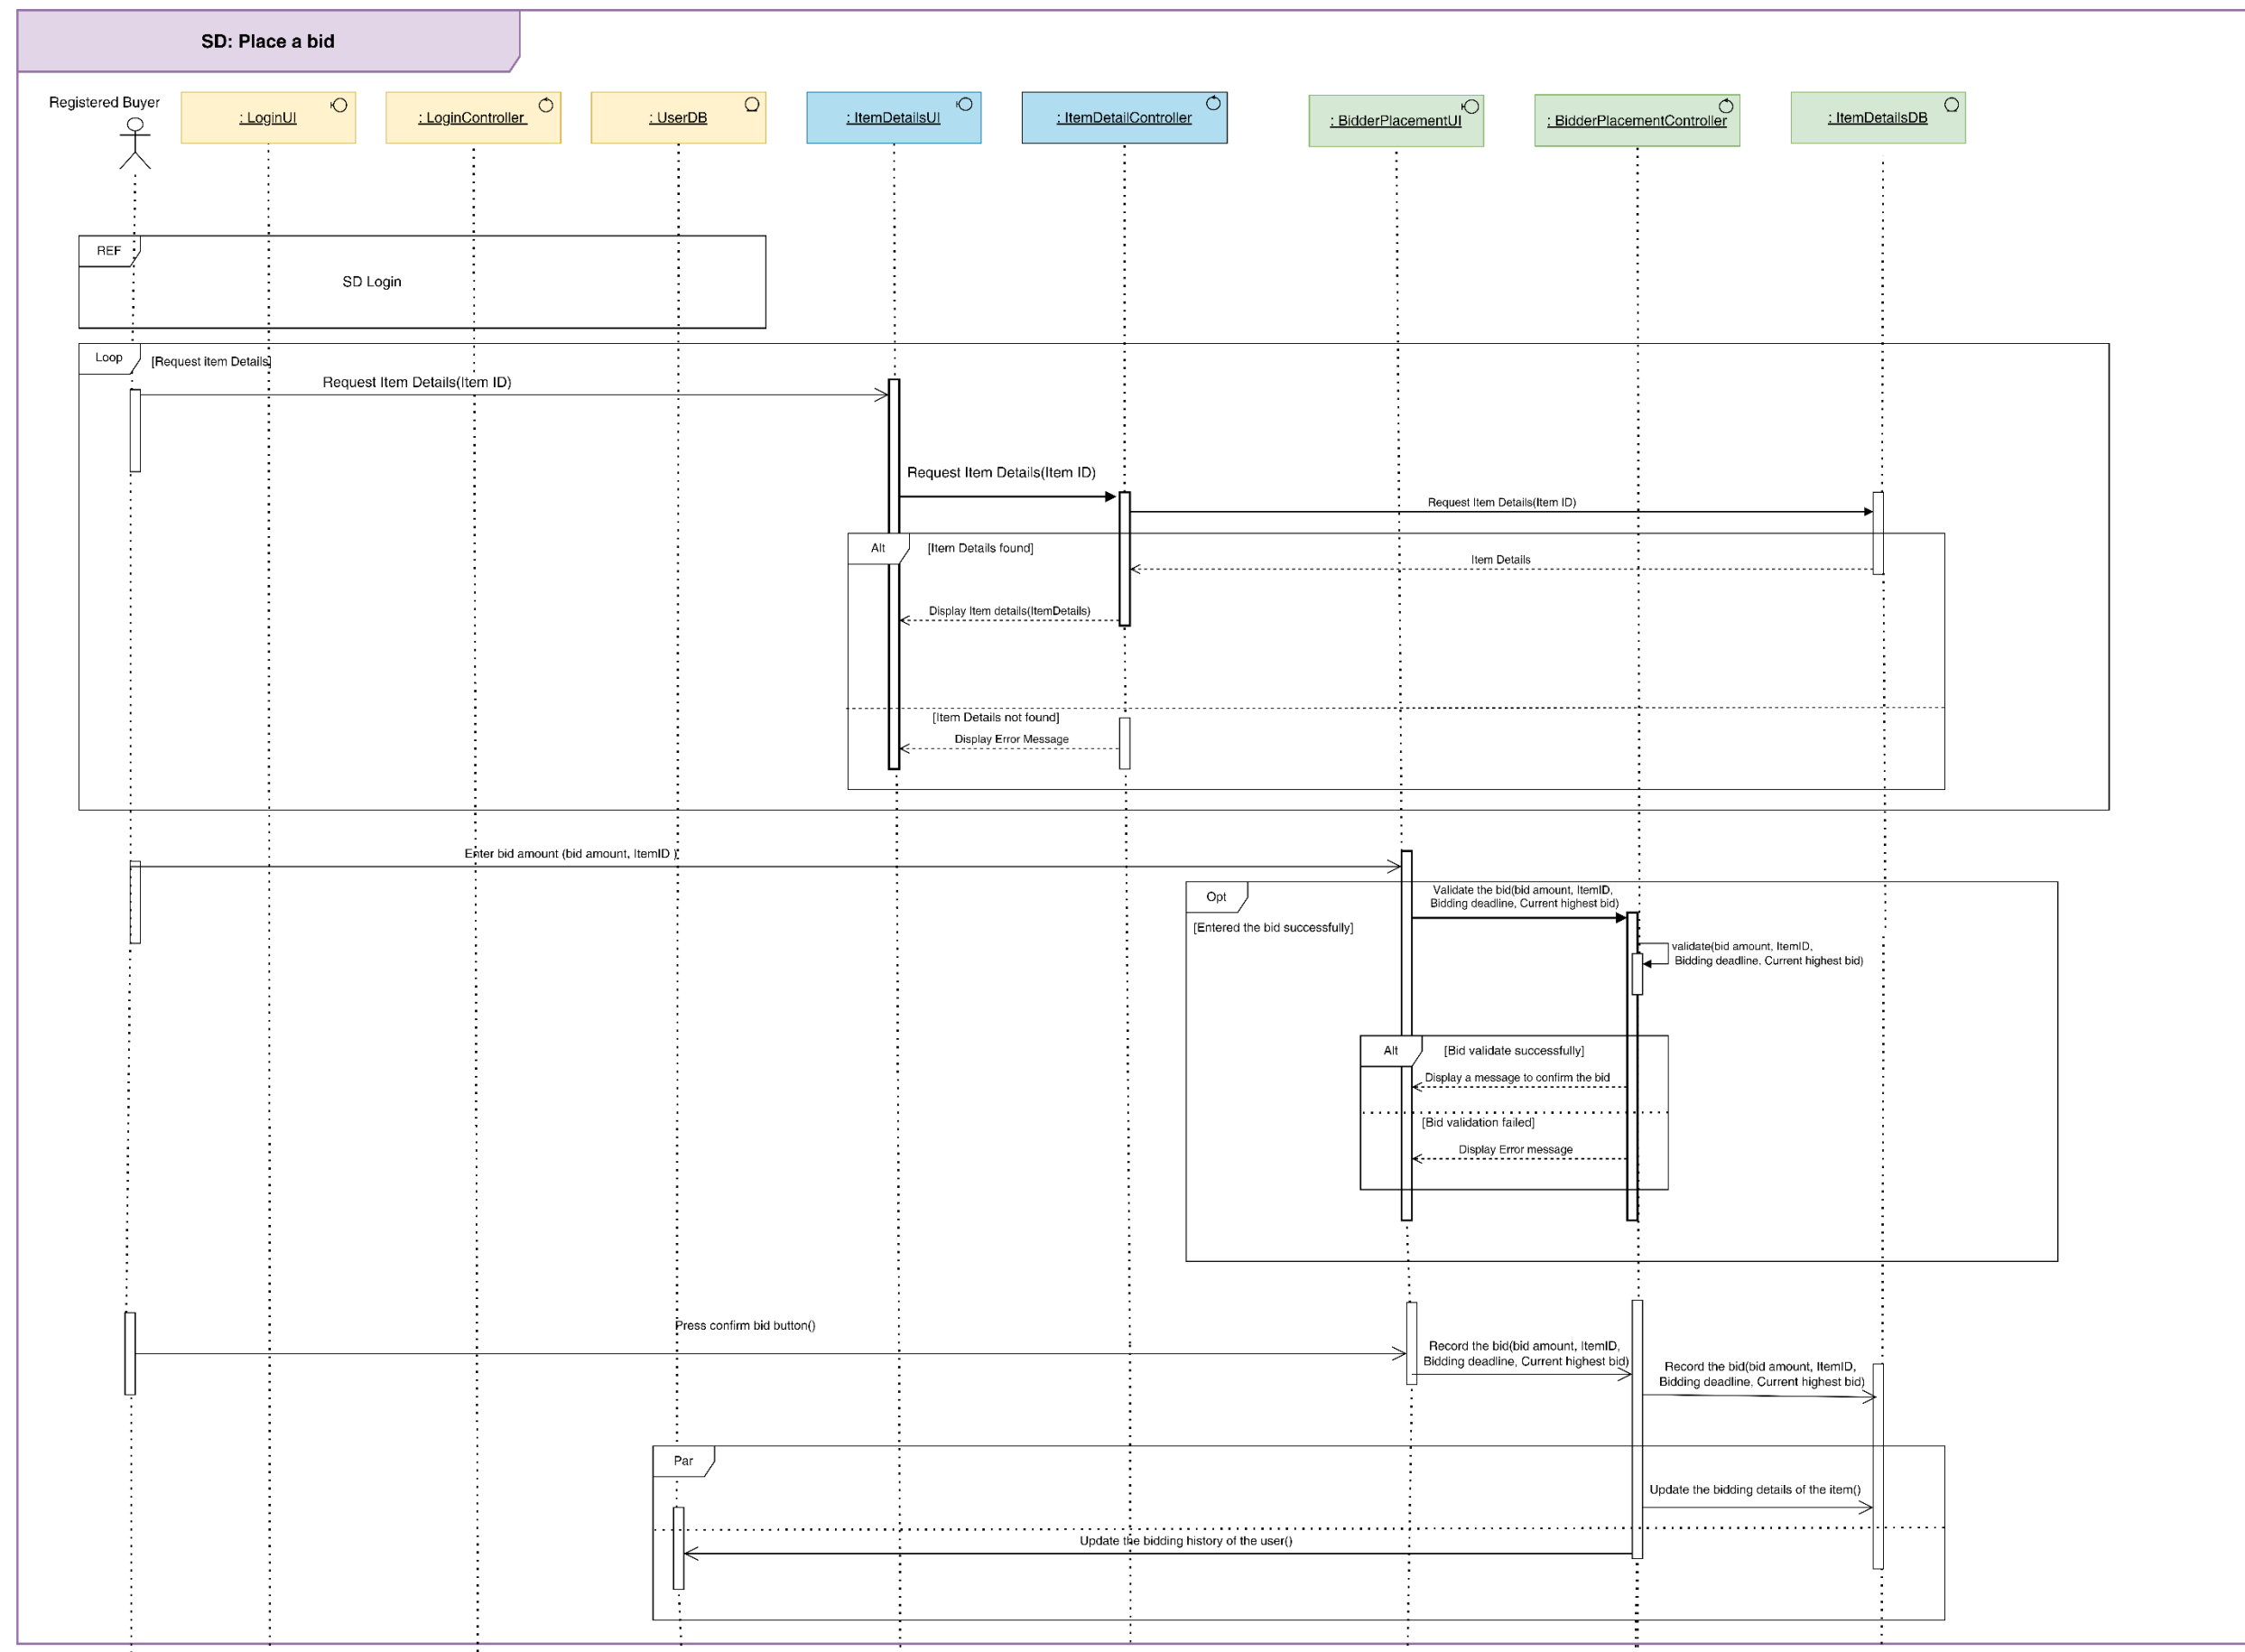 SD: Place a bid
Registered Buyer
: LoginUI
: LoginController
: UserDB
: ItemDetailsUI
: ItemDetailController
: BidderPlacementUI
: BidderPlacementController
: ItemDetailsDB
REF
SD Login
Loop
[Request item Details]
Request Item Details(Item ID)
Request Item Details(Item ID)
Request Item Details(Item ID)
Alt
[Item Details found]
Item Details
Display Item details(ItemDetails)
[Item Details not found]
Display Error Message
Enter bid amount (bid amount, ItemID )
Opt
[Entered the bid successfully]
Validate the bid(bid amount, ItemID,
Bidding deadline, Current highest bid)
validate(bid amount, ItemID,
Bidding deadline, Current highest bid)
Alt
[Bid validate successfully]
Display a message to confirm the bid
[Bid validation failed]
Display Error message
Press confirm bid button()
Record the bid(bid amount, ItemID,
Bidding deadline, Current highest bid)
Record the bid(bid amount, ItemID,
Bidding deadline, Current highest bid)
Par
Update the bidding details of the item()
Update the bidding history of the user()